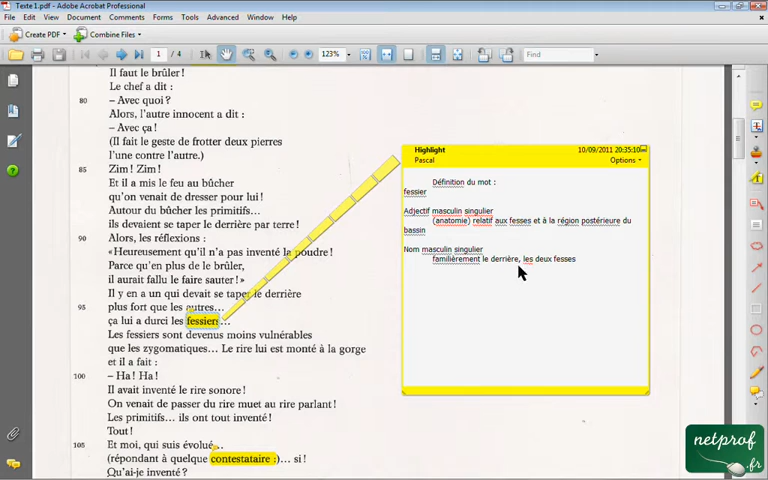 Texte 1.pdf - Adobe Acrobat Professional
File Edit View Document Comments Forms Tools Advanced Window Help
Create PDF Combine Files
1 / 4 123% Find
Il faut le brûler !
Le chef a dit :
80 – Avec quoi ?
Alors, l'autre innocent a dit :
– Avec ça !
(Il fait le geste de frotter deux pierres
l'une contre l'autre.)
85 Zim ! Zim !
Et il a mis le feu au bûcher
qu'on venait de dresser pour lui !
Autour du bûcher les primitifs…
ils devaient se taper le derrière par terre !
90 Alors, les réflexions :
«Heureusement qu'il n'a pas inventé la poudre !
Parce qu'en plus de le brûler,
il aurait fallu le faire sauter ! »
Il y en a un qui devait se taper le derrière
plus fort que les autres…
95 ça lui a durci les fessiers…
Les fessiers sont devenus moins vulnérables
que les zygomatiques… Le rire lui est monté à la gorge
et il a fait :
100 – Ha ! Ha !
Il avait inventé le rire sonore !
On venait de passer du rire muet au rire parlant !
Les primitifs… ils ont tout inventé !
Tout !
105 Et moi, qui suis évolué…
(répondant à quelque contestataire :)… si !
Qu'ai-je inventé ?
Highlight 10/09/2011 20:35:10
Pascal Options
Définition du mot :
fessier
Adjectif masculin singulier
(anatomie) relatif aux fesses et à la région postérieure du
bassin
Nom masculin singulier
familièrement le derrière, les deux fesses
netprof
.fr